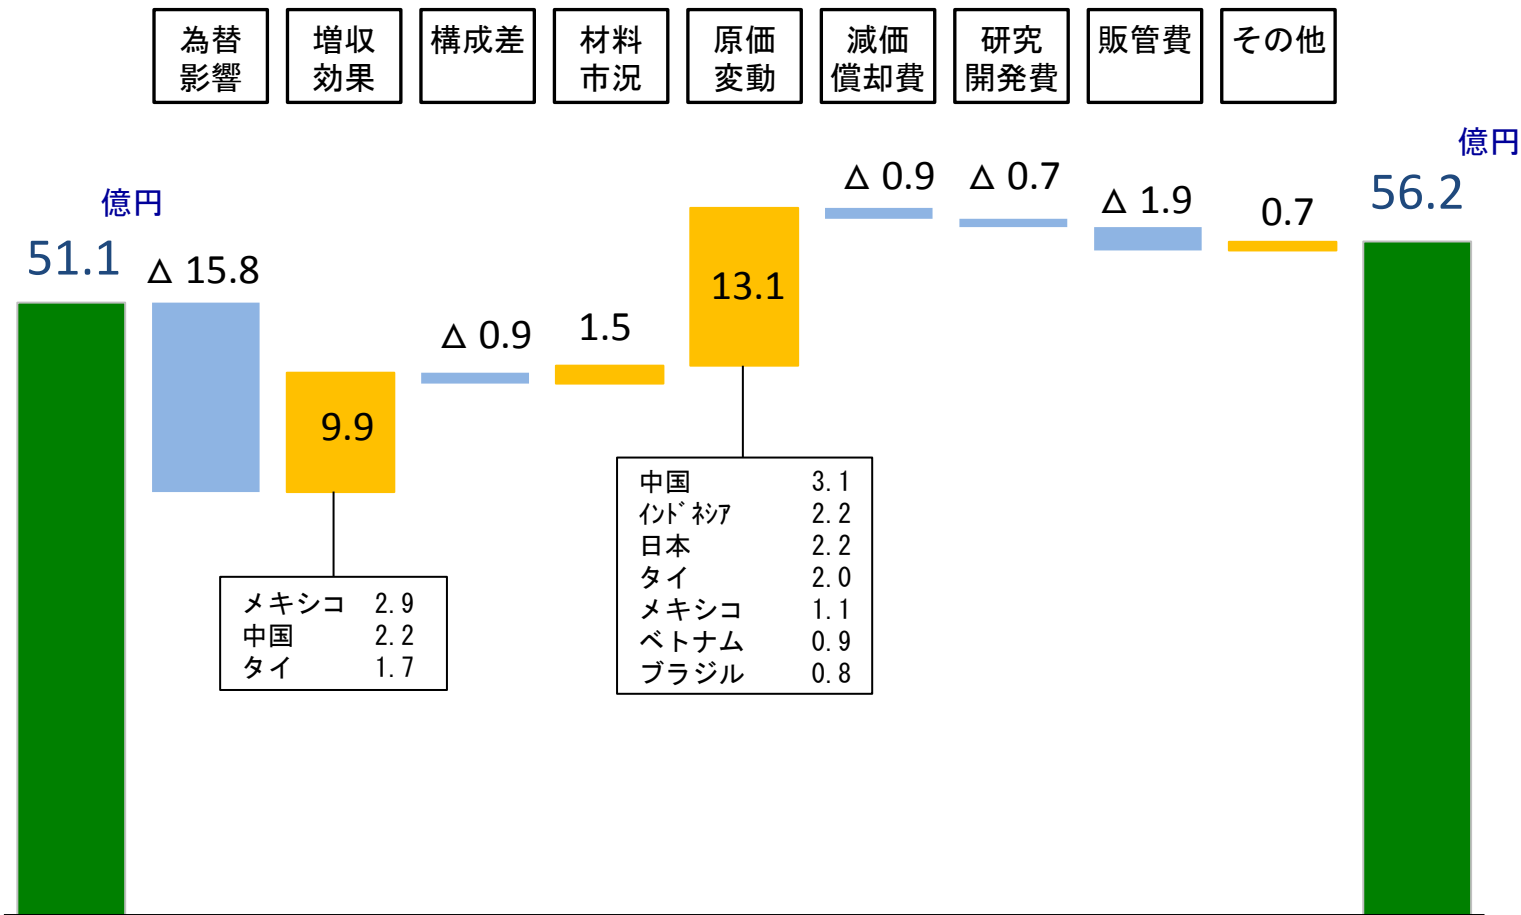 為替
影響
増収
効果
構成差
材料
市況
原価
変動
減価
償却費
研究
開発費
販管費
その他
億円
51.1
△ 15.8
9.9
△ 0.9
1.5
13.1
△ 0.9
△ 0.7
△ 1.9
0.7
億円
56.2
メキシコ 2.9
中国 2.2
タイ 1.7
中国 3.1
ｲﾝﾄﾞﾈｼｱ 2.2
日本 2.2
タイ 2.0
メキシコ 1.1
ベトナム 0.9
ブラジル 0.8